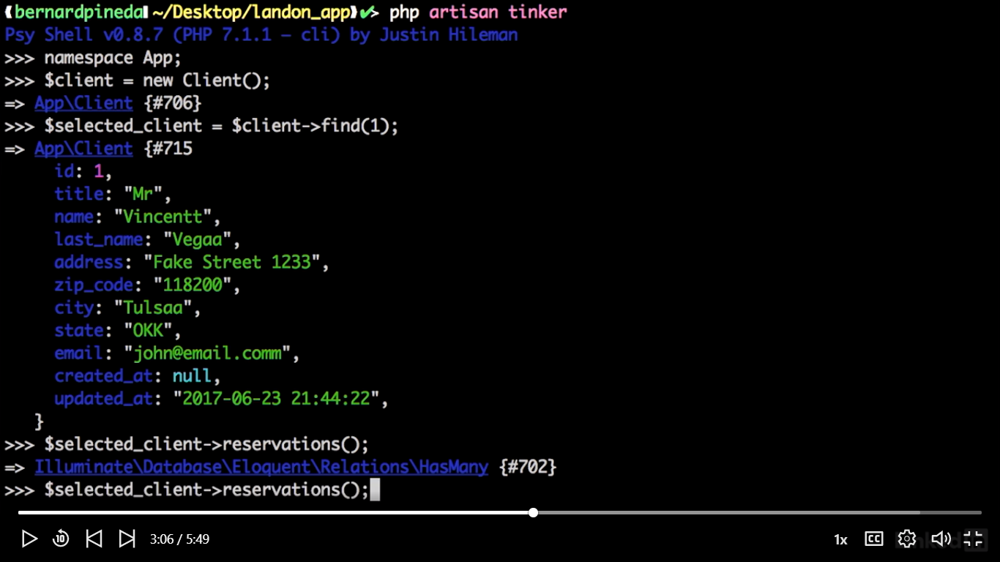 (bernardpineda ~/Desktop/landon_app)✔> php artisan tinker
Psy Shell v0.8.7 (PHP 7.1.1 — cli) by Justin Hileman
>>> namespace App;
>>> $client = new Client();
=> App\Client {#706}
>>> $selected_client = $client->find(1);
=> App\Client {#715
id: 1,
title: "Mr",
name: "Vincentt",
last_name: "Vegaa",
address: "Fake Street 1233",
zip_code: "118200",
city: "Tulsaa",
state: "OKK",
email: "john@email.comm",
created_at: null,
updated_at: "2017-06-23 21:44:22",
}
>>> $selected_client->reservations();
=> Illuminate\Database\Eloquent\Relations\HasMany {#702}
>>> $selected_client->reservations();
10 3:06 / 5:49 1x CC